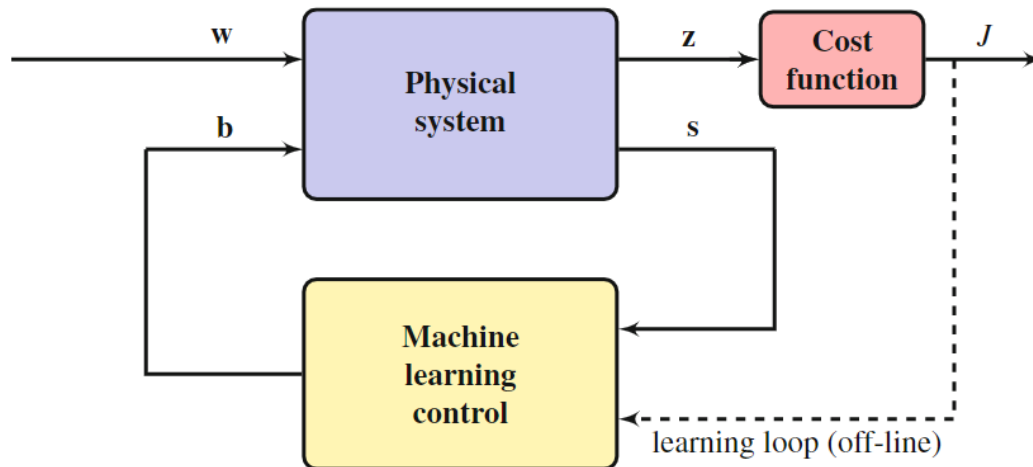 w
z
Cost
function
J
Physical
system
b
s
Machine
learning
control
learning loop (off-line)